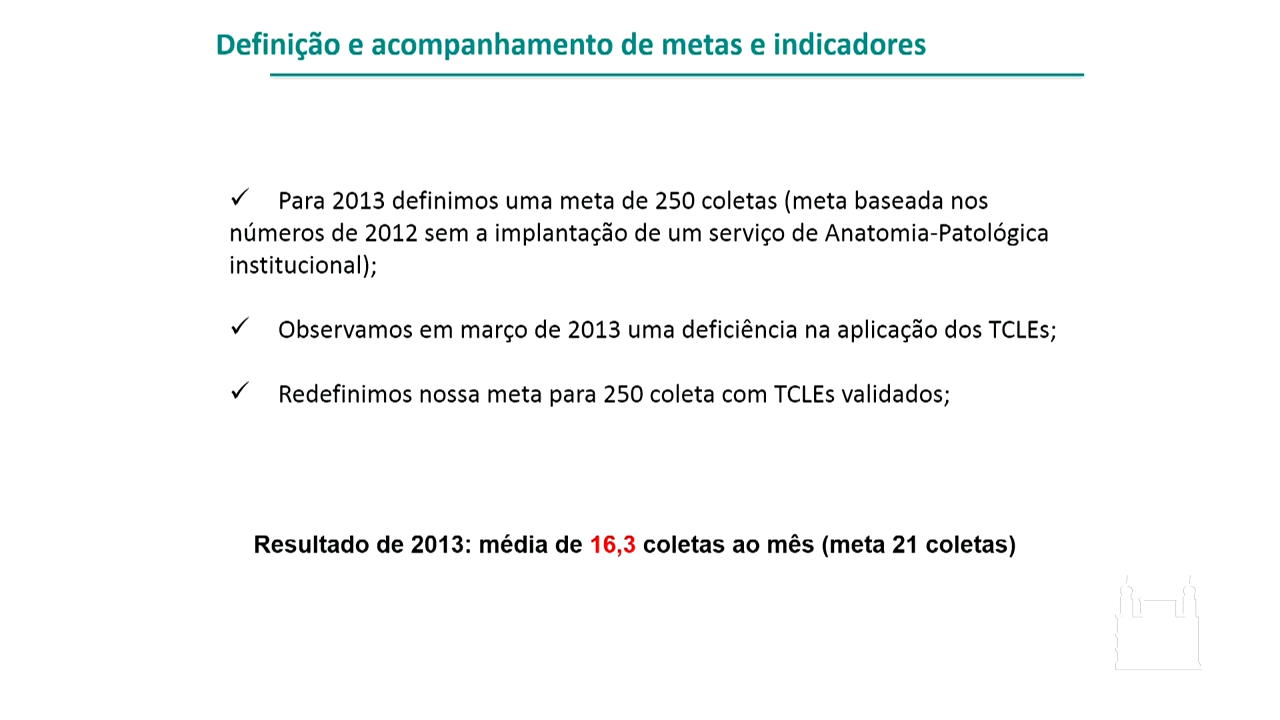 Definição e acompanhamento de metas e indicadores
✓ Para 2013 definimos uma meta de 250 coletas (meta baseada nos
números de 2012 sem a implantação de um serviço de Anatomia-Patológica
institucional);
✓ Observamos em março de 2013 uma deficiência na aplicação dos TCLEs;
✓ Redefinimos nossa meta para 250 coleta com TCLEs validados;
Resultado de 2013: média de 16,3 coletas ao mês (meta 21 coletas)